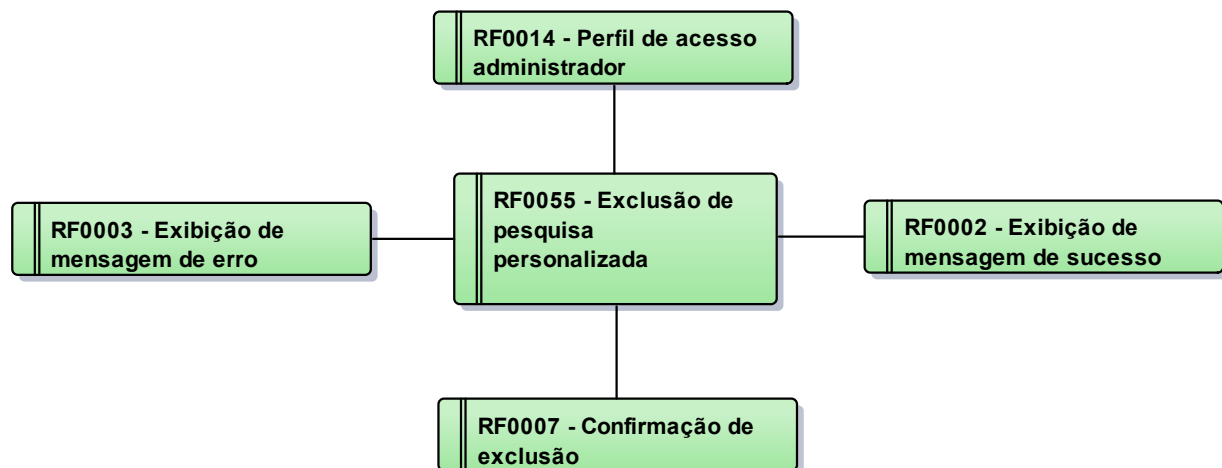 RF0014 - Perfil de acesso
administrador
RF0055 - Exclusão de
pesquisa
personalizada
RF0003 - Exibição de
mensagem de erro
RF0002 - Exibição de
mensagem de sucesso
RF0007 - Confirmação de
exclusão